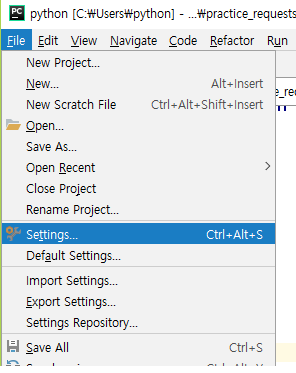 PC python [C:₩Users₩python] - ...₩practice_requests
File Edit View Navigate Code Refactor Run
New Project...
New... Alt+Insert
New Scratch File Ctrl+Alt+Shift+Insert
Open...
Save As...
Open Recent
Close Project
Rename Project...
Settings... Ctrl+Alt+S
Default Settings...
Import Settings...
Export Settings...
Settings Repository...
Save All Ctrl+S